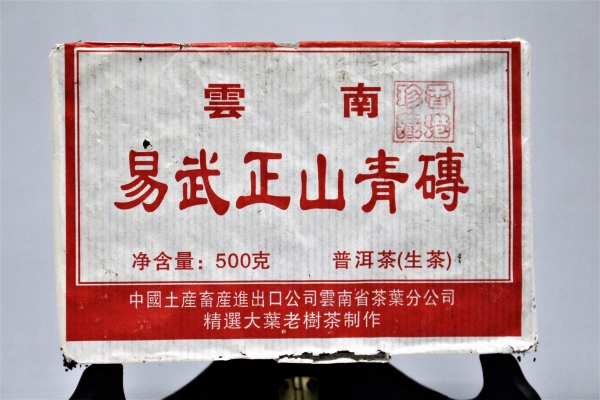 雲南
香港珍藏
易武正山青磚
净含量：500克 普洱茶(生茶)
中國土産畜産進出口公司雲南省茶葉分公司
精選大葉老樹茶制作